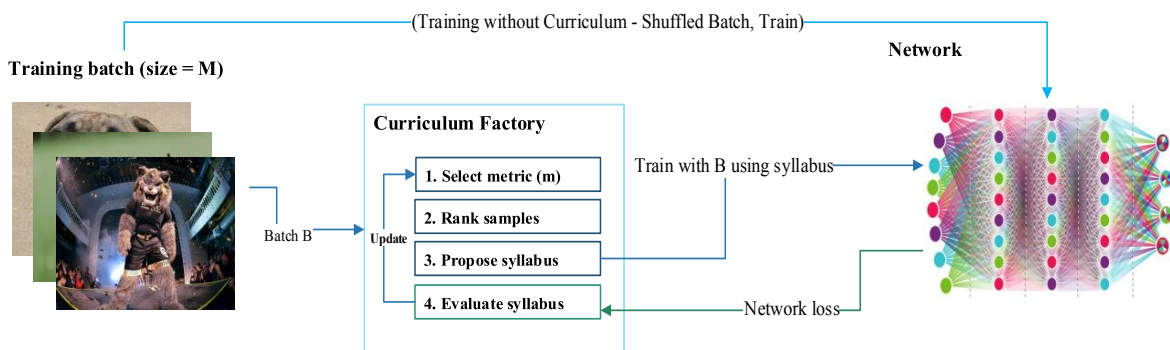 (Training without Curriculum - Shuffled Batch, Train)
Network
Training batch (size = M)
Curriculum Factory
1. Select metric (m)
2. Rank samples
3. Propose syllabus
4. Evaluate syllabus
Update
Batch B
Train with B using syllabus
Network loss